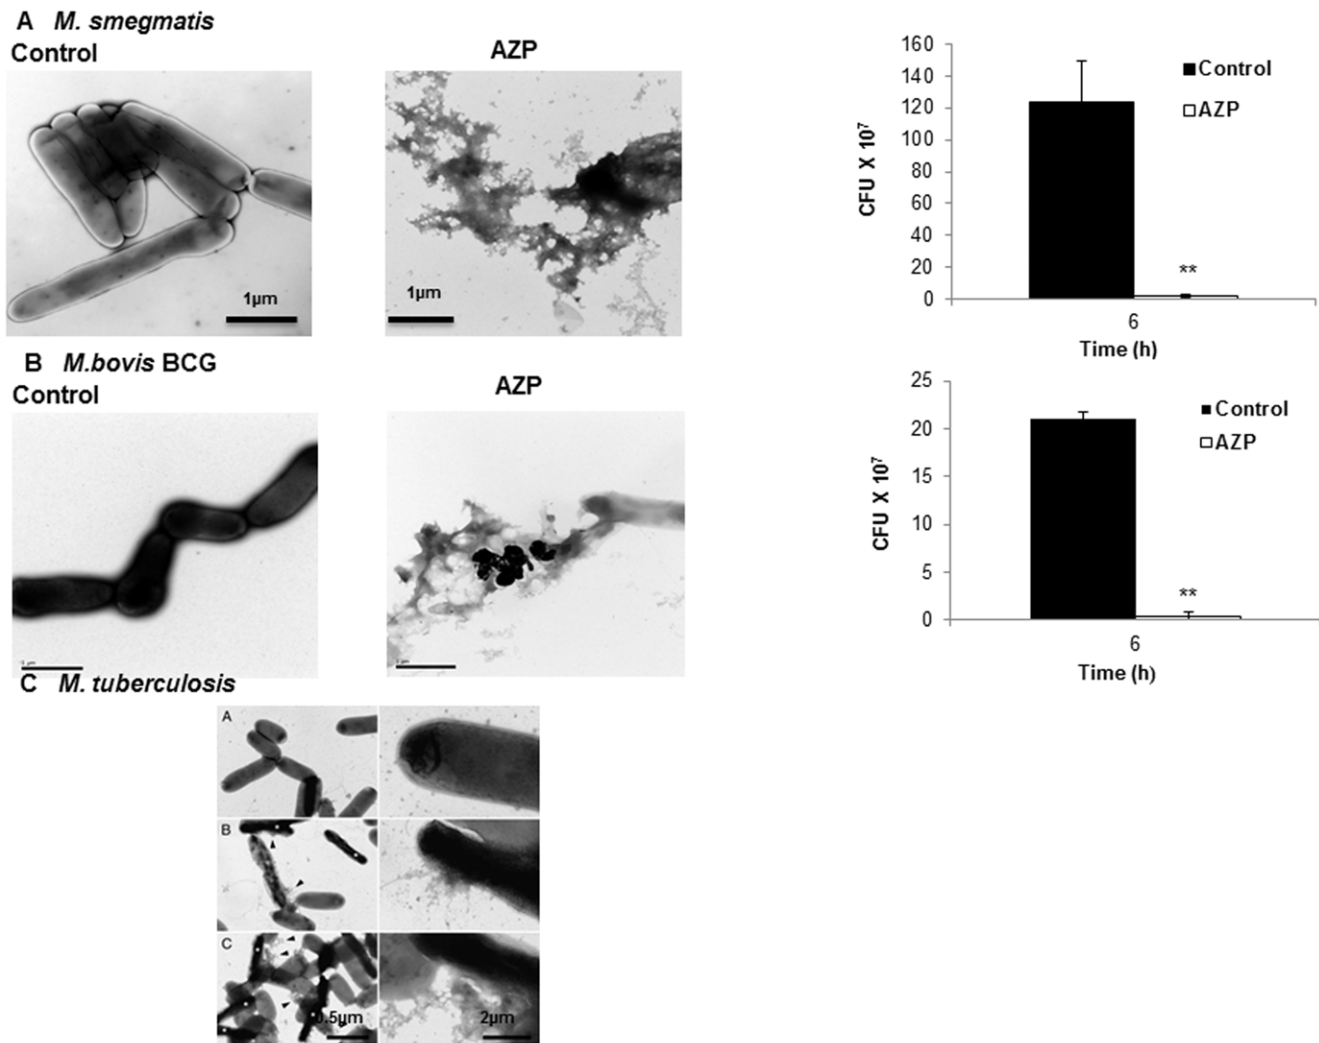 A M. smegmatis
Control
AZP
1µm
1µm
160
140
120
100
80
60
40
20
0
CFU X 10⁷
Control
AZP
**
6
Time (h)
B M.bovis BCG
Control
AZP
25
20
15
10
5
0
CFU X 10⁷
Control
AZP
**
6
Time (h)
C M. tuberculosis
A
B
C
0.5µm
2µm